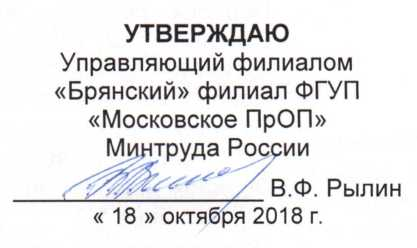 УТВЕРЖДАЮ
Управляющий филиалом
«Брянский» филиал ФГУП
«Московское ПрОП»
Минтруда России
В.Ф. Рылин
« 18 » октября 2018 г.